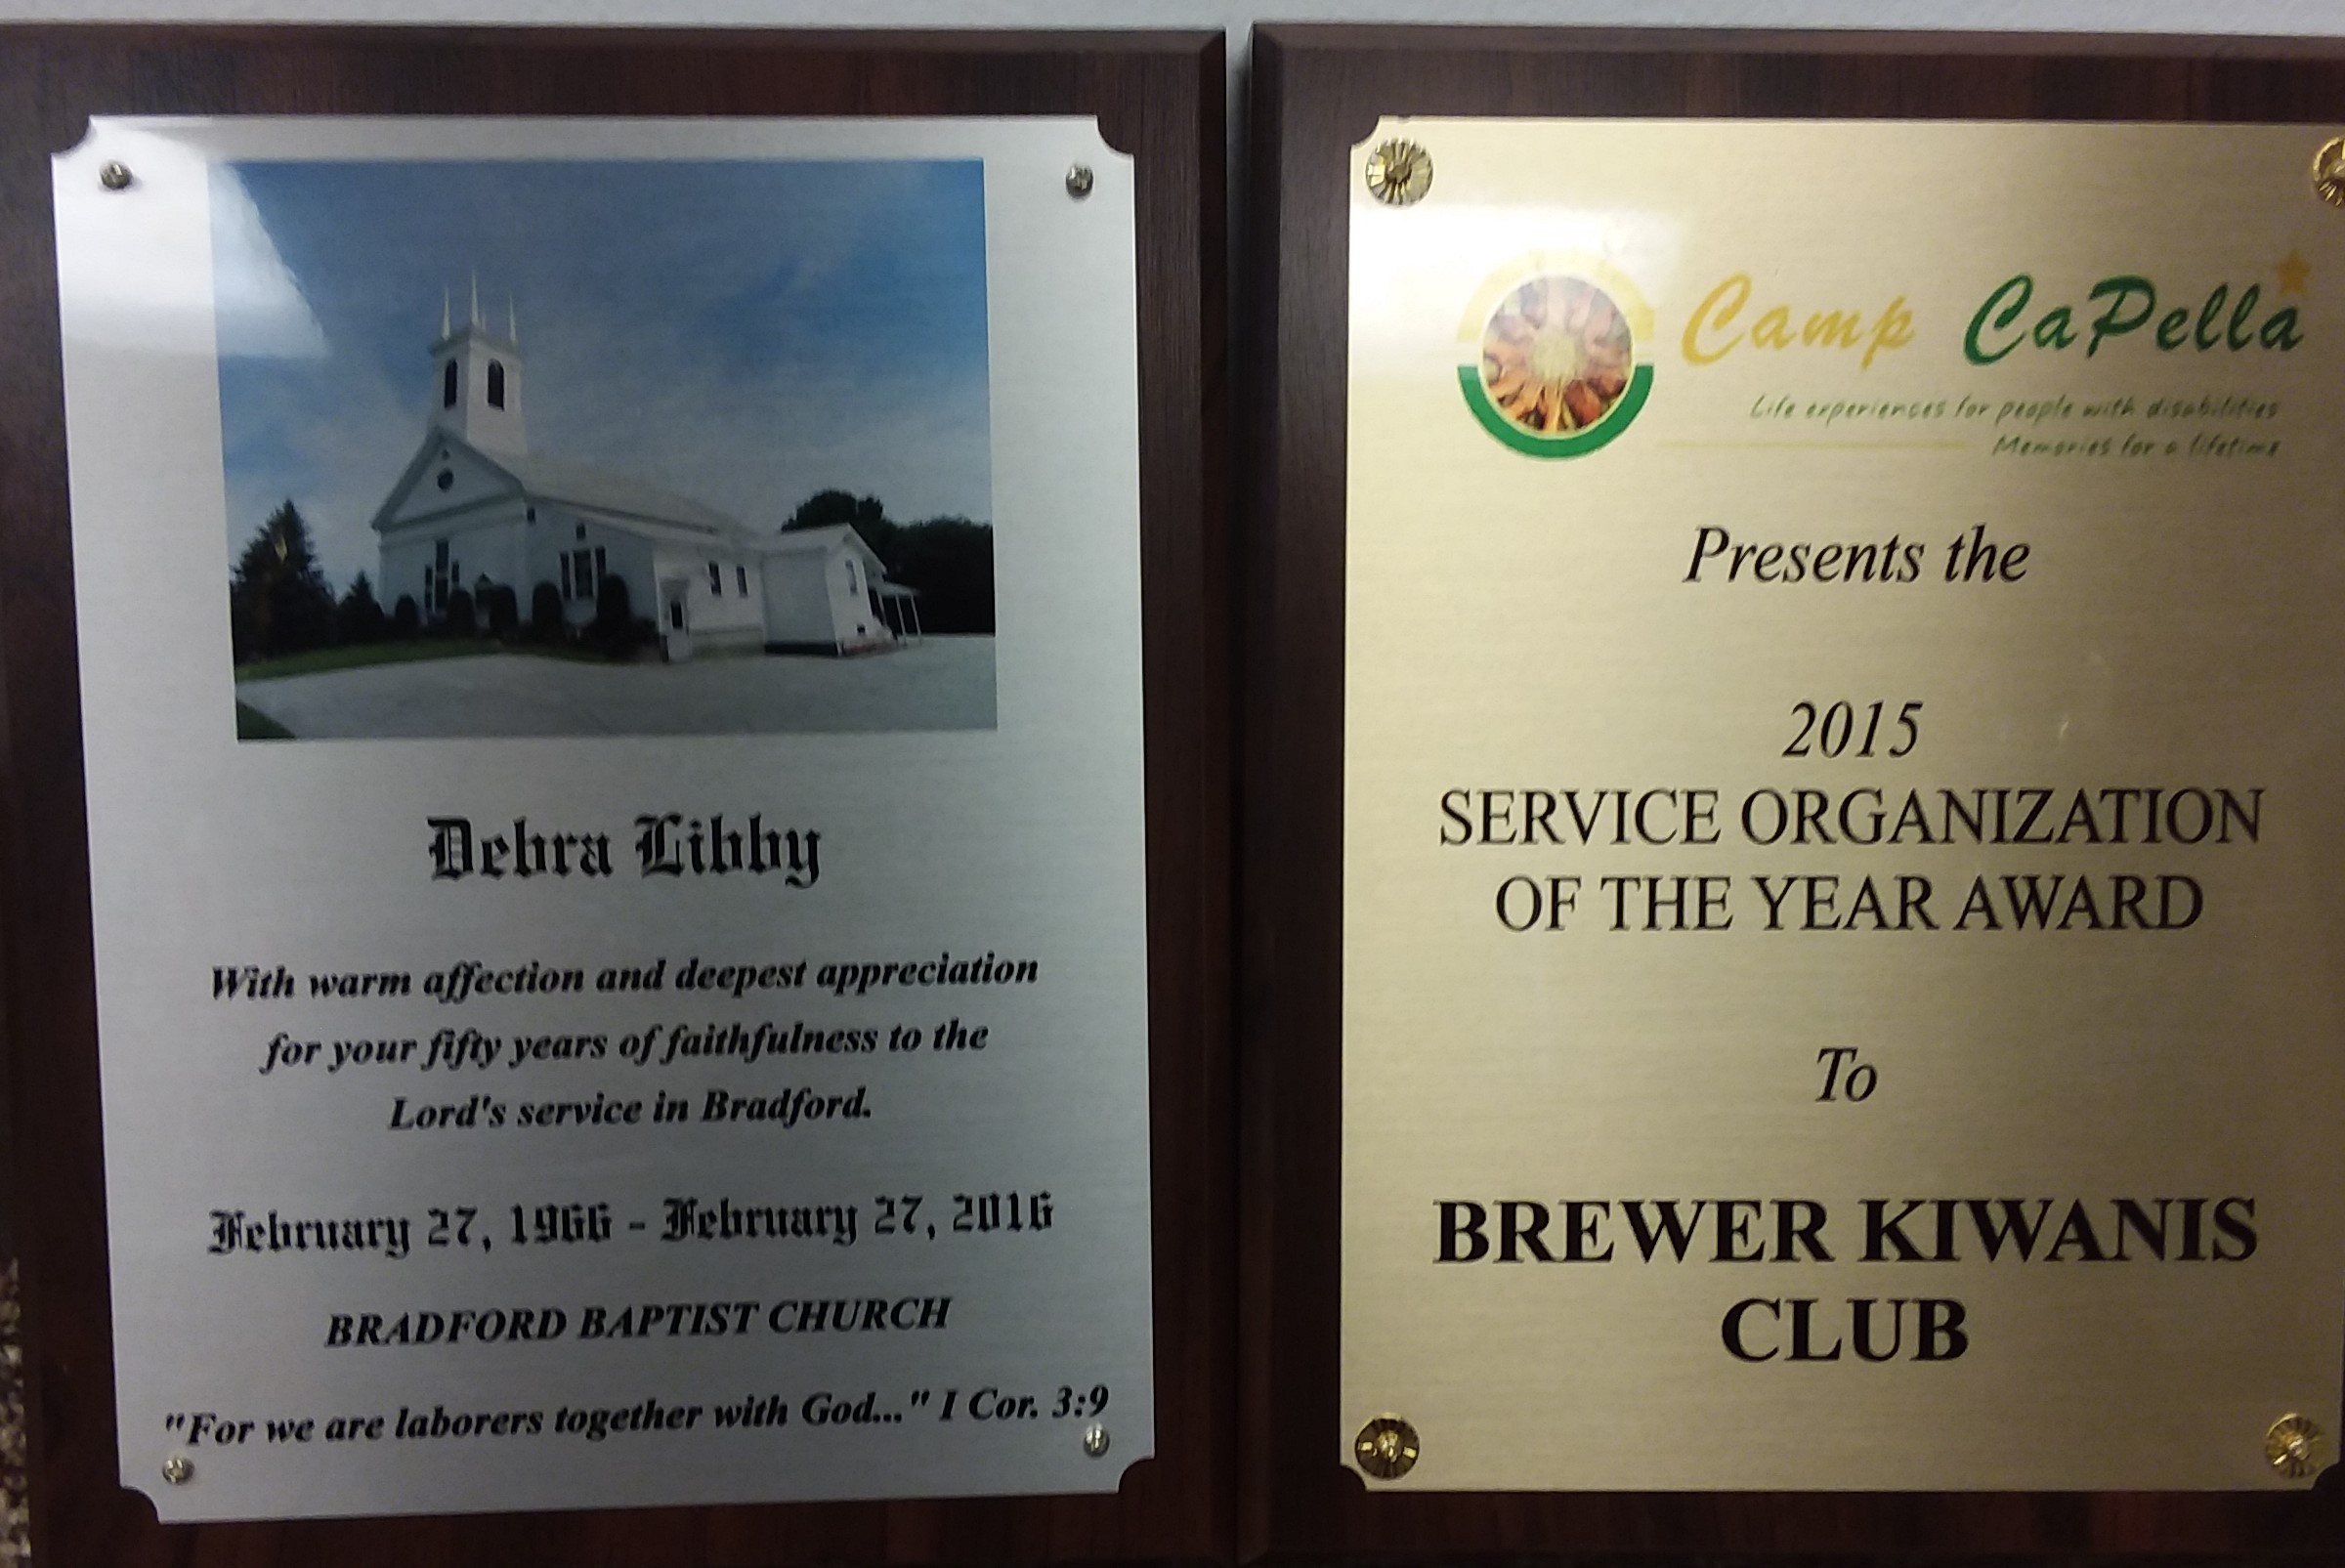 Debra Libby
With warm affection and deepest appreciation
for your fifty years of faithfulness to the
Lord's service in Bradford.
February 27, 1966 - February 27, 2016
BRADFORD BAPTIST CHURCH
"For we are laborers together with God..." I Cor. 3:9
Camp CaPella
Life experiences for people with disabilities
Memories for a lifetime
Presents the
2015
SERVICE ORGANIZATION
OF THE YEAR AWARD
To
BREWER KIWANIS
CLUB